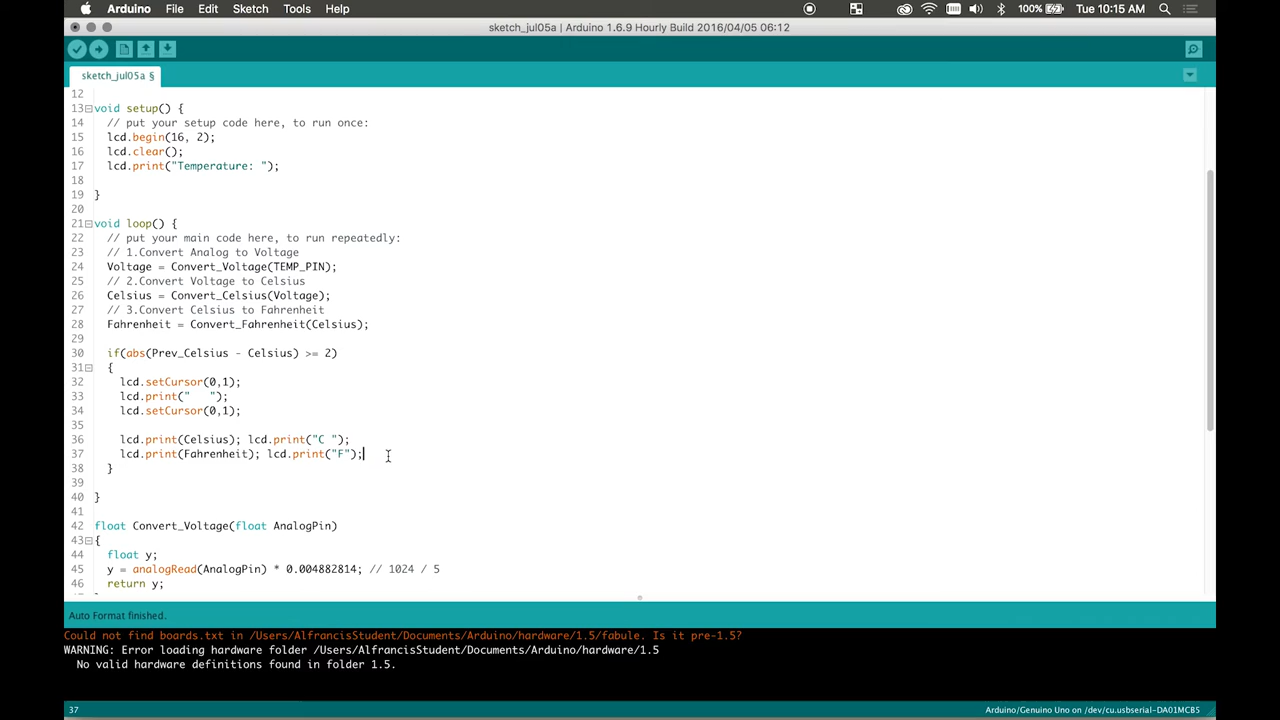 Arduino File Edit Sketch Tools Help 100% Tue 10:15 AM
sketch_jul05a | Arduino 1.6.9 Hourly Build 2016/04/05 06:12
sketch_jul05a §
12
13 void setup() {
14 // put your setup code here, to run once:
15 lcd.begin(16, 2);
16 lcd.clear();
17 lcd.print("Temperature: ");
18
19 }
20
21 void loop() {
22 // put your main code here, to run repeatedly:
23 // 1.Convert Analog to Voltage
24 Voltage = Convert_Voltage(TEMP_PIN);
25 // 2.Convert Voltage to Celsius
26 Celsius = Convert_Celsius(Voltage);
27 // 3.Convert Celsius to Fahrenheit
28 Fahrenheit = Convert_Fahrenheit(Celsius);
29
30 if(abs(Prev_Celsius - Celsius) >= 2)
31 {
32 lcd.setCursor(0,1);
33 lcd.print("   ");
34 lcd.setCursor(0,1);
35
36 lcd.print(Celsius); lcd.print("C ");
37 lcd.print(Fahrenheit); lcd.print("F");
38 }
39
40 }
41
42 float Convert_Voltage(float AnalogPin)
43 {
44 float y;
45 y = analogRead(AnalogPin) * 0.004882814; // 1024 / 5
46 return y;
Auto Format finished.
Could not find boards.txt in /Users/AlfrancisStudent/Documents/Arduino/hardware/1.5/fabule. Is it pre-1.5?
WARNING: Error loading hardware folder /Users/AlfrancisStudent/Documents/Arduino/hardware/1.5
No valid hardware definitions found in folder 1.5.
37 Arduino/Genuino Uno on /dev/cu.usbserial-DA01MCB5